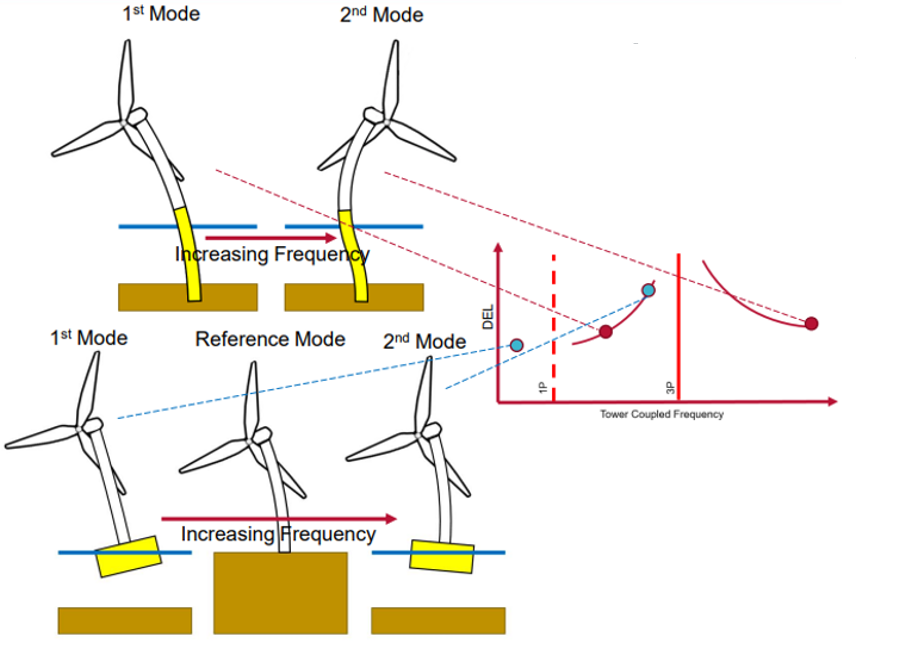 1st Mode
2nd Mode
Increasing Frequency
1st Mode
Reference Mode
2nd Mode
Increasing Frequency
DEL
1P
3P
Tower Coupled Frequency